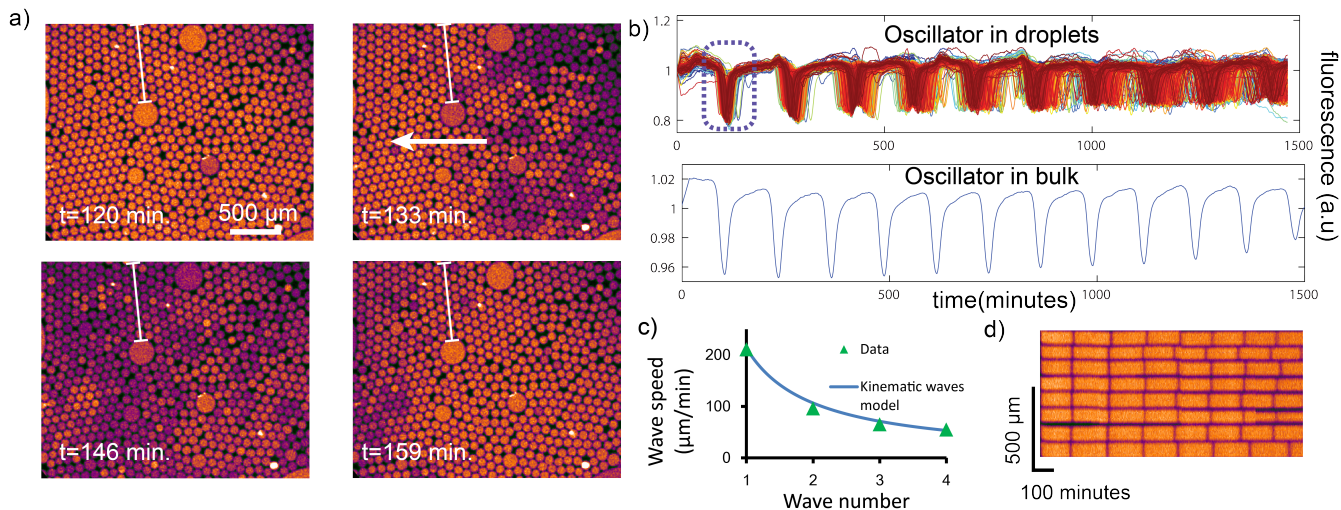 a)
t=120 min.
500 μm
t=133 min.
t=146 min.
t=159 min.
b)
1.2
Oscillator in droplets
1
0.8
0
500
1000
1500
fluorescence (a.u)
1.02
Oscillator in bulk
1
0.98
0.96
0
500
time(minutes)
1000
1500
c)
200
Data
Kinematic waves
model
100
0
Wave speed
(μm/min)
1
2
3
4
Wave number
d)
500 μm
100 minutes